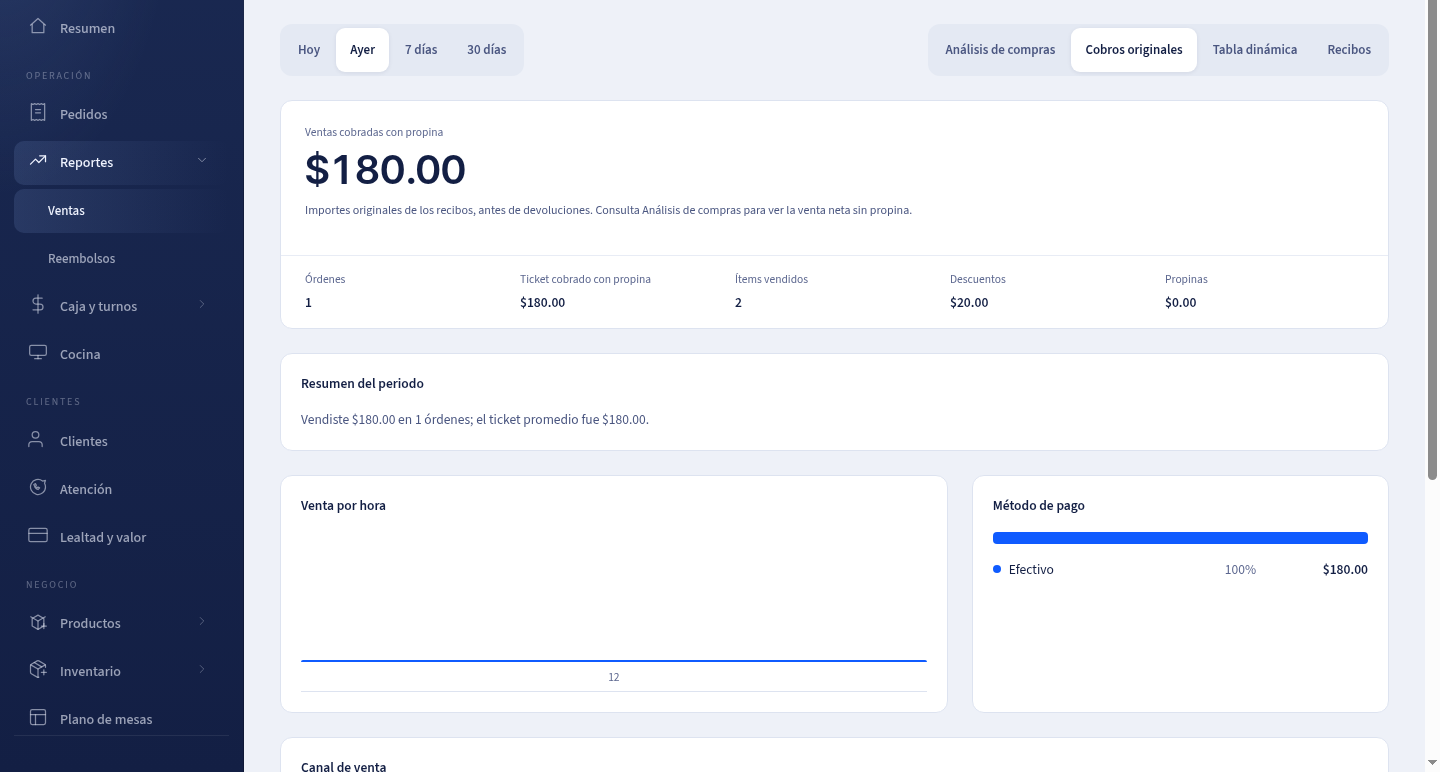 Resumen
OPERACIÓN
Pedidos
Reportes
Ventas
Reembolsos
Caja y turnos
Cocina
CLIENTES
Clientes
Atención
Lealtad y valor
NEGOCIO
Productos
Inventario
Plano de mesas
Hoy Ayer 7 días 30 días
Análisis de compras Cobros originales Tabla dinámica Recibos
Ventas cobradas con propina
$180.00
Importes originales de los recibos, antes de devoluciones. Consulta Análisis de compras para ver la venta neta sin propina.
Órdenes Ticket cobrado con propina Ítems vendidos Descuentos Propinas
1 $180.00 2 $20.00 $0.00
Resumen del periodo
Vendiste $180.00 en 1 órdenes; el ticket promedio fue $180.00.
Venta por hora
12
Método de pago
Efectivo 100% $180.00
Canal de venta